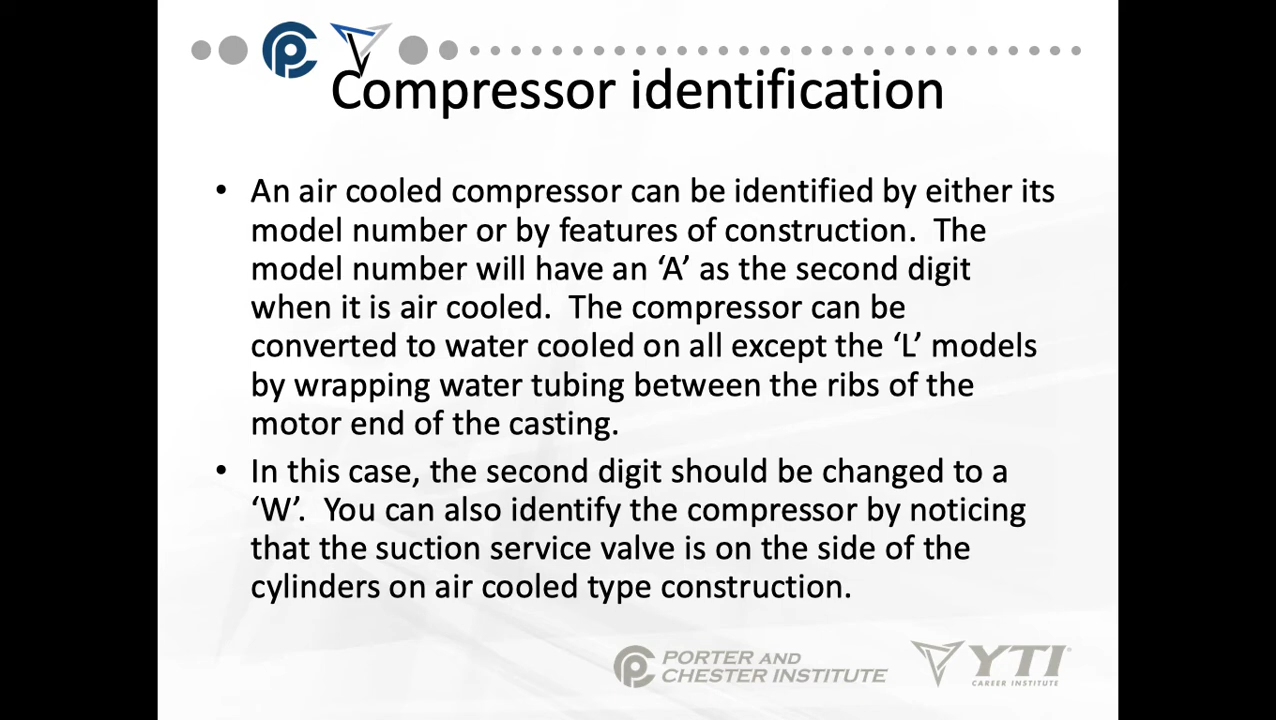 Compressor identification
• An air cooled compressor can be identified by either its
model number or by features of construction.  The
model number will have an ‘A’ as the second digit
when it is air cooled.  The compressor can be
converted to water cooled on all except the ‘L’ models
by wrapping water tubing between the ribs of the
motor end of the casting.
• In this case, the second digit should be changed to a
‘W’.  You can also identify the compressor by noticing
that the suction service valve is on the side of the
cylinders on air cooled type construction.
PORTER AND
CHESTER INSTITUTE
YTI®
CAREER INSTITUTE